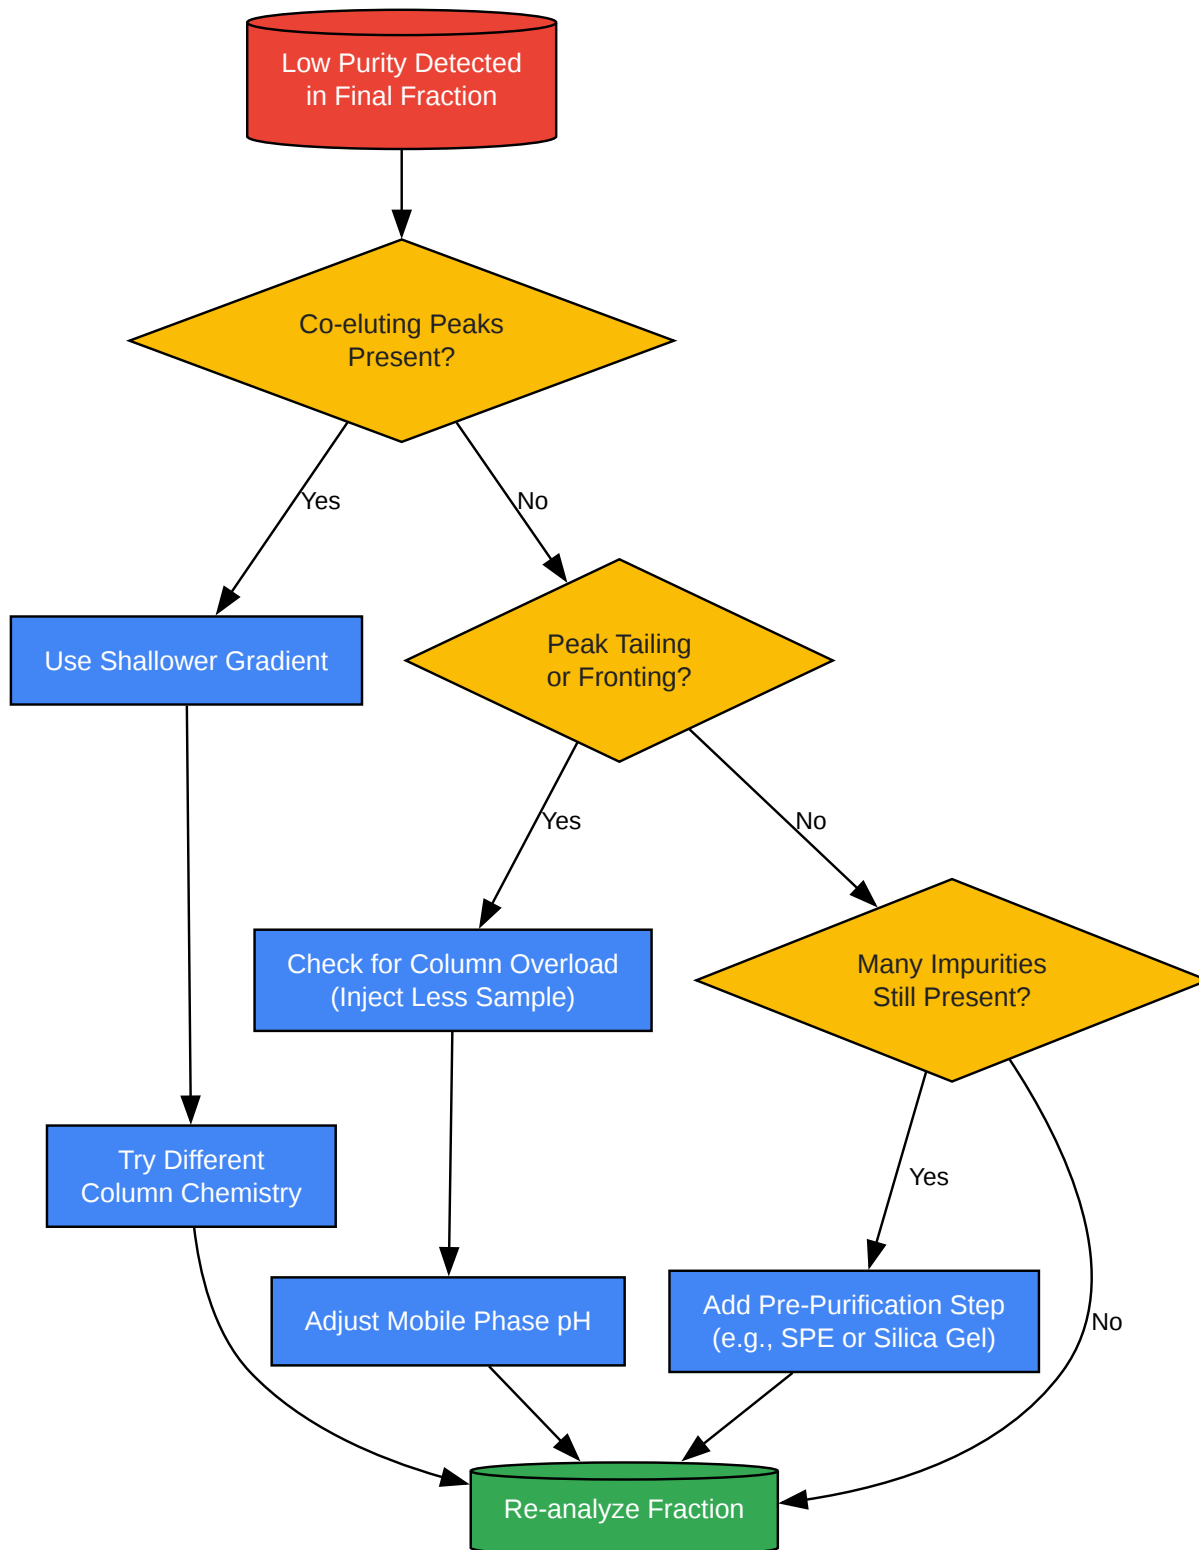 Low Purity Detected
in Final Fraction
Co-eluting Peaks
Present?
Yes
No
Use Shallower Gradient
Peak Tailing
or Fronting?
Yes
No
Check for Column Overload
(Inject Less Sample)
Many Impurities
Still Present?
Try Different
Column Chemistry
Yes
Adjust Mobile Phase pH
Add Pre-Purification Step
(e.g., SPE or Silica Gel)
No
Re-analyze Fraction